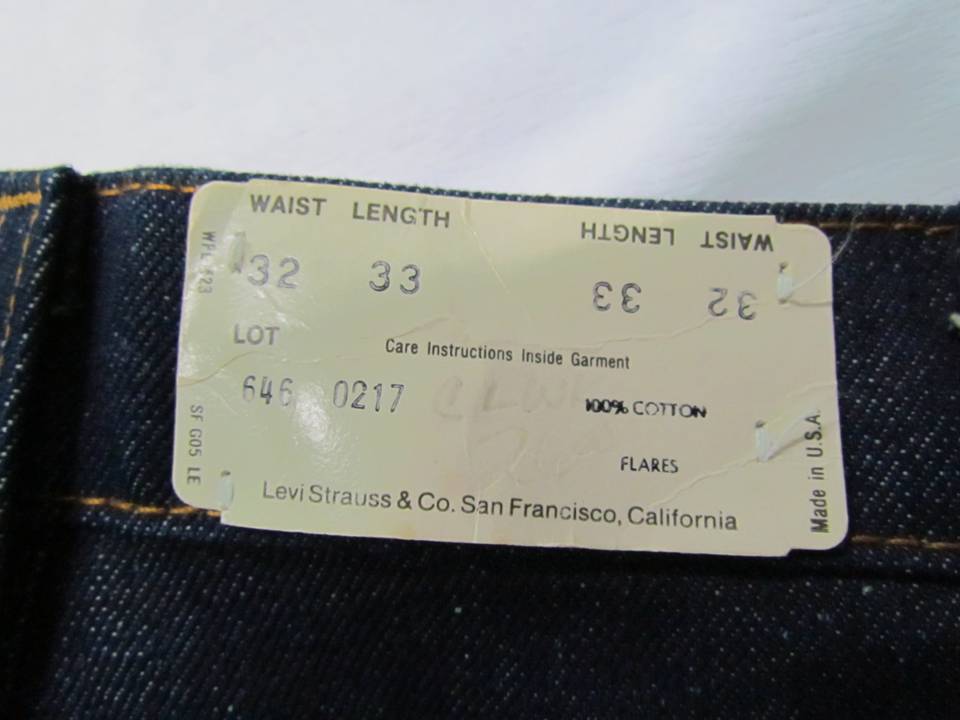 WAIST LENGTH
32 33
LENGTH WAIST
33 32
LOT
646 0217
Care Instructions Inside Garment
100% COTTON
FLARES
Levi Strauss & Co. San Francisco, California
SF G05 LE
Made in U.S.A.